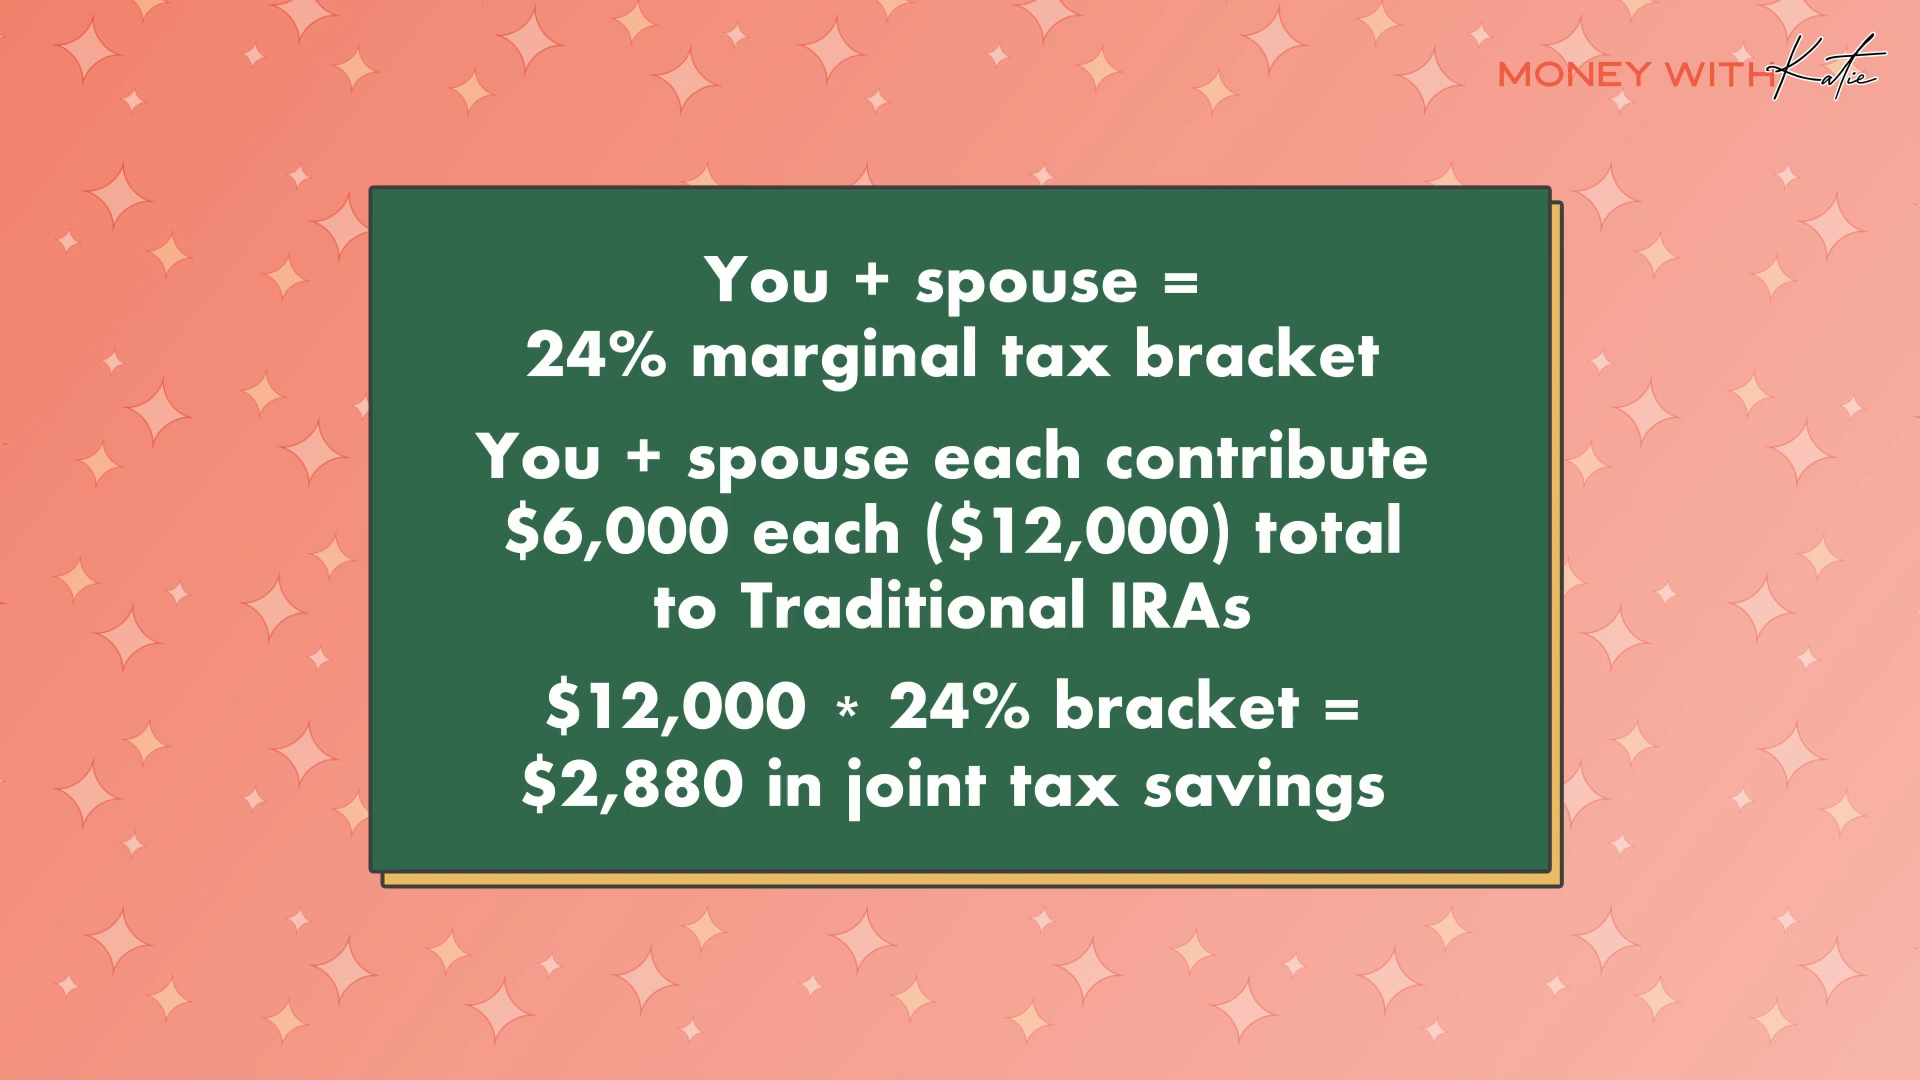 MONEY WITH Katie
You + spouse =
24% marginal tax bracket
You + spouse each contribute
$6,000 each ($12,000) total
to Traditional IRAs
$12,000 * 24% bracket =
$2,880 in joint tax savings